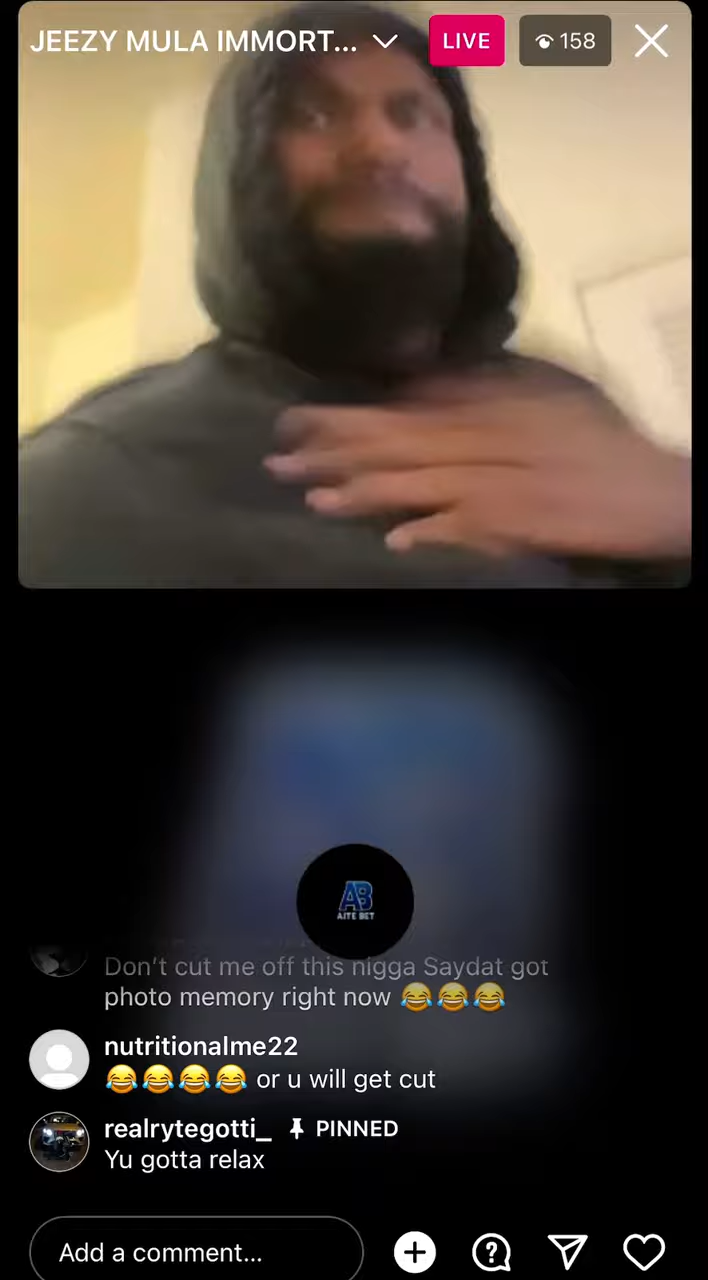 JEEZY MULA IMMORT...
LIVE
158
AB
AITE BET
Don't cut me off this nigga Saydat got
photo memory right now 😂😂😂
nutritionalme22
😂😂😂😂 or u will get cut
realrytegotti_ PINNED
Yu gotta relax
Add a comment...